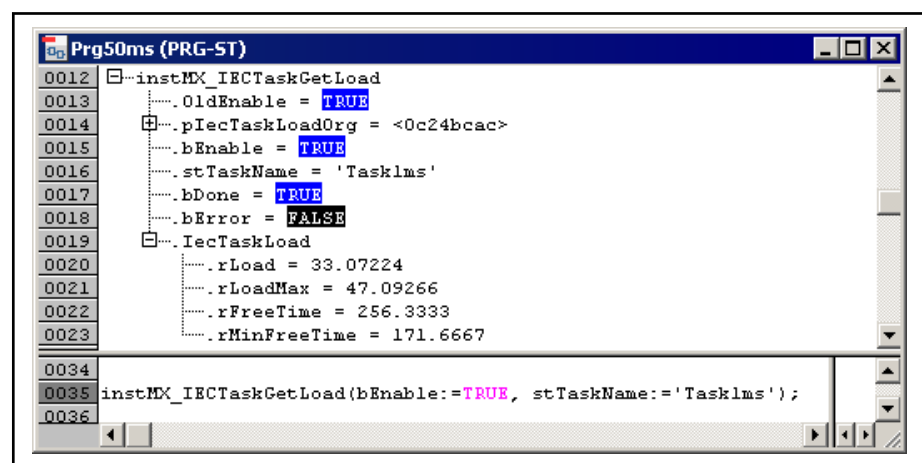 Prg50ms (PRG-ST)
0012 instMX_IECTaskGetLoad
0013 .OldEnable = TRUE
0014 .pIecTaskLoadOrg = <0c24bcac>
0015 .bEnable = TRUE
0016 .stTaskName = 'Task1ms'
0017 .bDone = TRUE
0018 .bError = FALSE
0019 .IecTaskLoad
0020 .rLoad = 33.07224
0021 .rLoadMax = 47.09266
0022 .rFreeTime = 256.3333
0023 .rMinFreeTime = 171.6667
0034
0035 instMX_IECTaskGetLoad(bEnable:=TRUE, stTaskName:='Task1ms');
0036